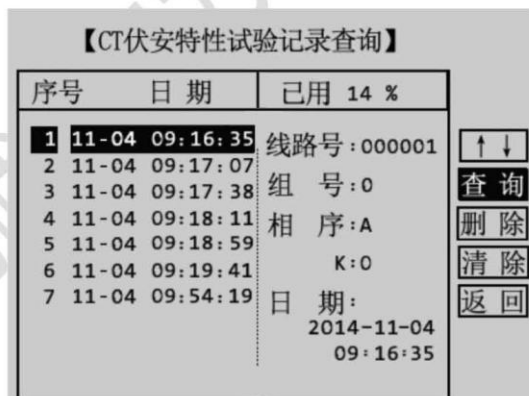 【CT伏安特性试验记录查询】
序号 日期 已用 14 %
1 11-04 09:16:35
2 11-04 09:17:07
3 11-04 09:17:38
4 11-04 09:18:11
5 11-04 09:18:59
6 11-04 09:19:41
7 11-04 09:54:19
线路号:000001
组 号:0
相 序:A
K:0
日 期:
2014-11-04
09:16:35
↑↓
查询
删除
清除
返回